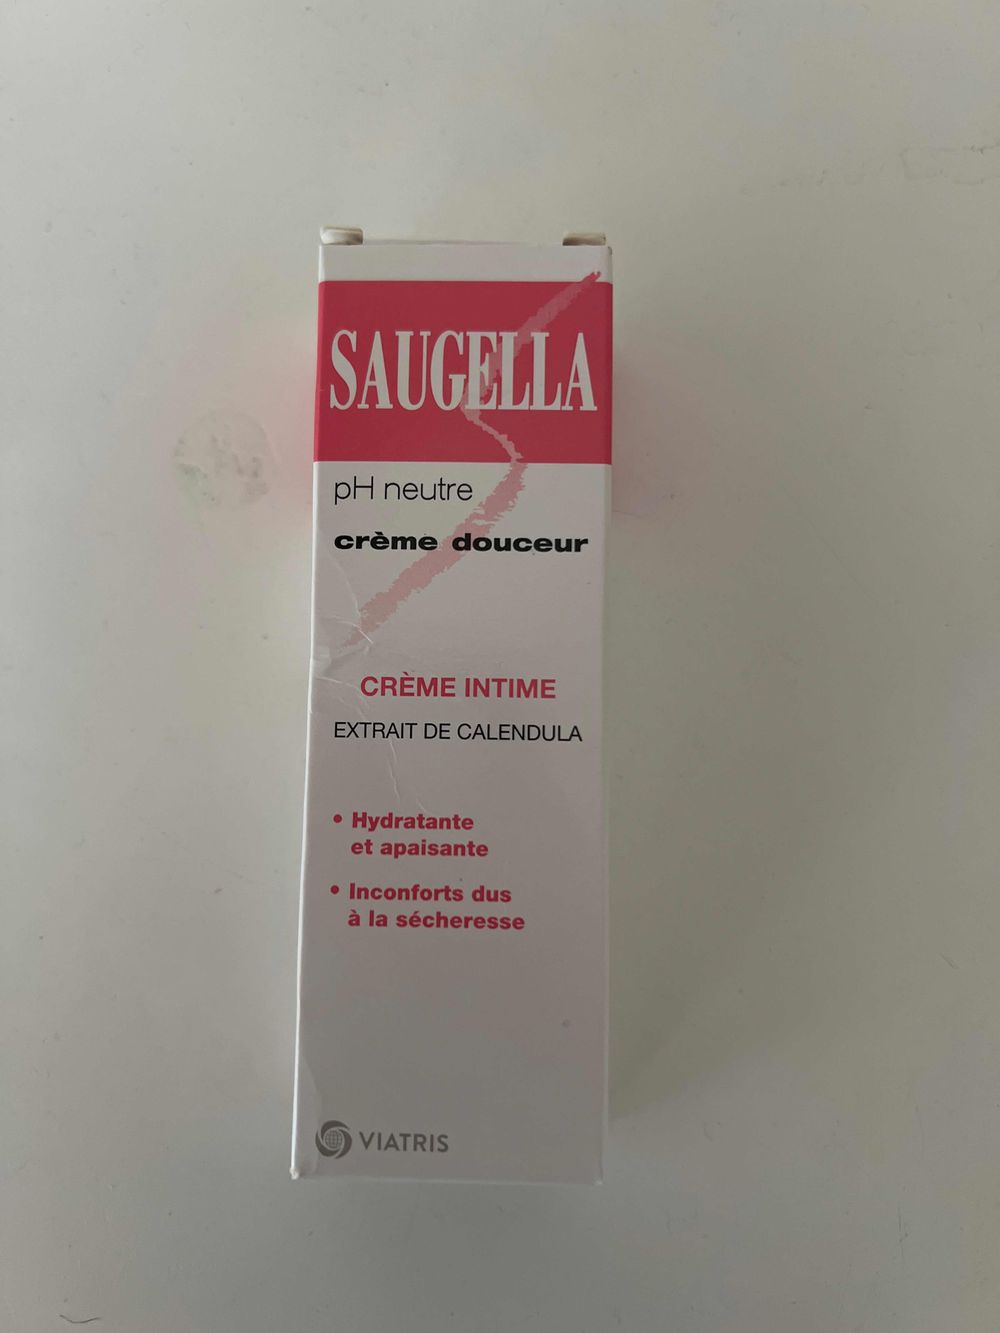 SAUGELLA
pH neutre
crème douceur
CRÈME INTIME
EXTRAIT DE CALENDULA
• Hydratante
et apaisante
• Inconforts dus
à la sécheresse
VIATRIS